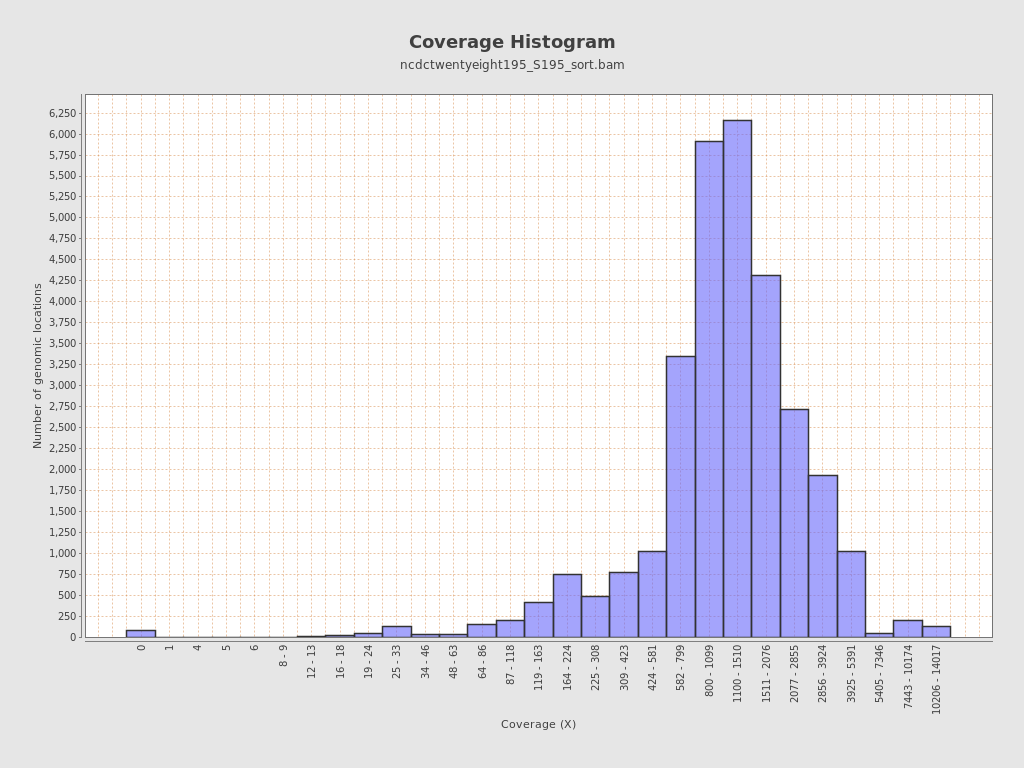 Coverage Histogram
ncdctwentyeight195_S195_sort.bam
Number of genomic locations
6,250
6,000
5,750
5,500
5,250
5,000
4,750
4,500
4,250
4,000
3,750
3,500
3,250
3,000
2,750
2,500
2,250
2,000
1,750
1,500
1,250
1,000
750
500
250
0
0
1
4
5
6
8 - 9
12 - 13
16 - 18
19 - 24
25 - 33
34 - 46
48 - 63
64 - 86
87 - 118
119 - 163
164 - 224
225 - 308
309 - 423
424 - 581
582 - 799
800 - 1099
1100 - 1510
1511 - 2076
2077 - 2855
2856 - 3924
3925 - 5391
5405 - 7346
7443 - 10174
10206 - 14017
Coverage (X)